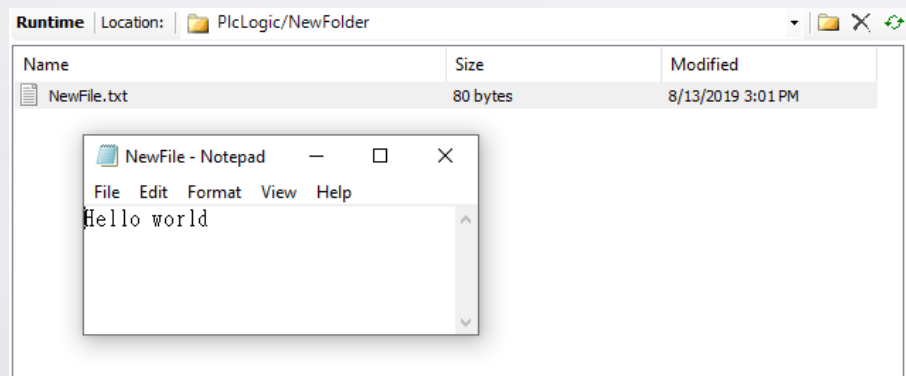 Runtime Location: PlcLogic/NewFolder
Name Size Modified
NewFile.txt 80 bytes 8/13/2019 3:01 PM
NewFile - Notepad
File Edit Format View Help
Hello world